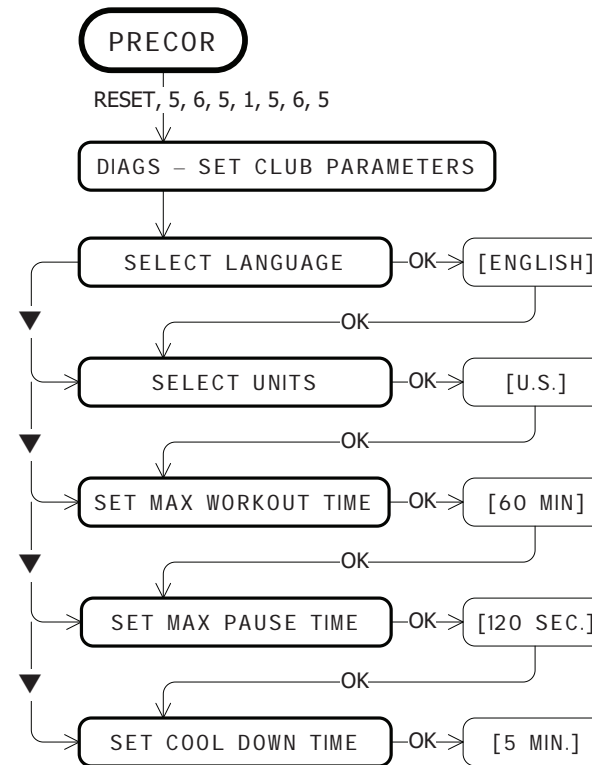 PRECOR
RESET, 5, 6, 5, 1, 5, 6, 5
DIAGS – SET CLUB PARAMETERS
SELECT LANGUAGE
OK
[ENGLISH]
OK
SELECT UNITS
OK
[U.S.]
OK
SET MAX WORKOUT TIME
OK
[60 MIN]
OK
SET MAX PAUSE TIME
OK
[120 SEC.]
OK
SET COOL DOWN TIME
OK
[5 MIN.]